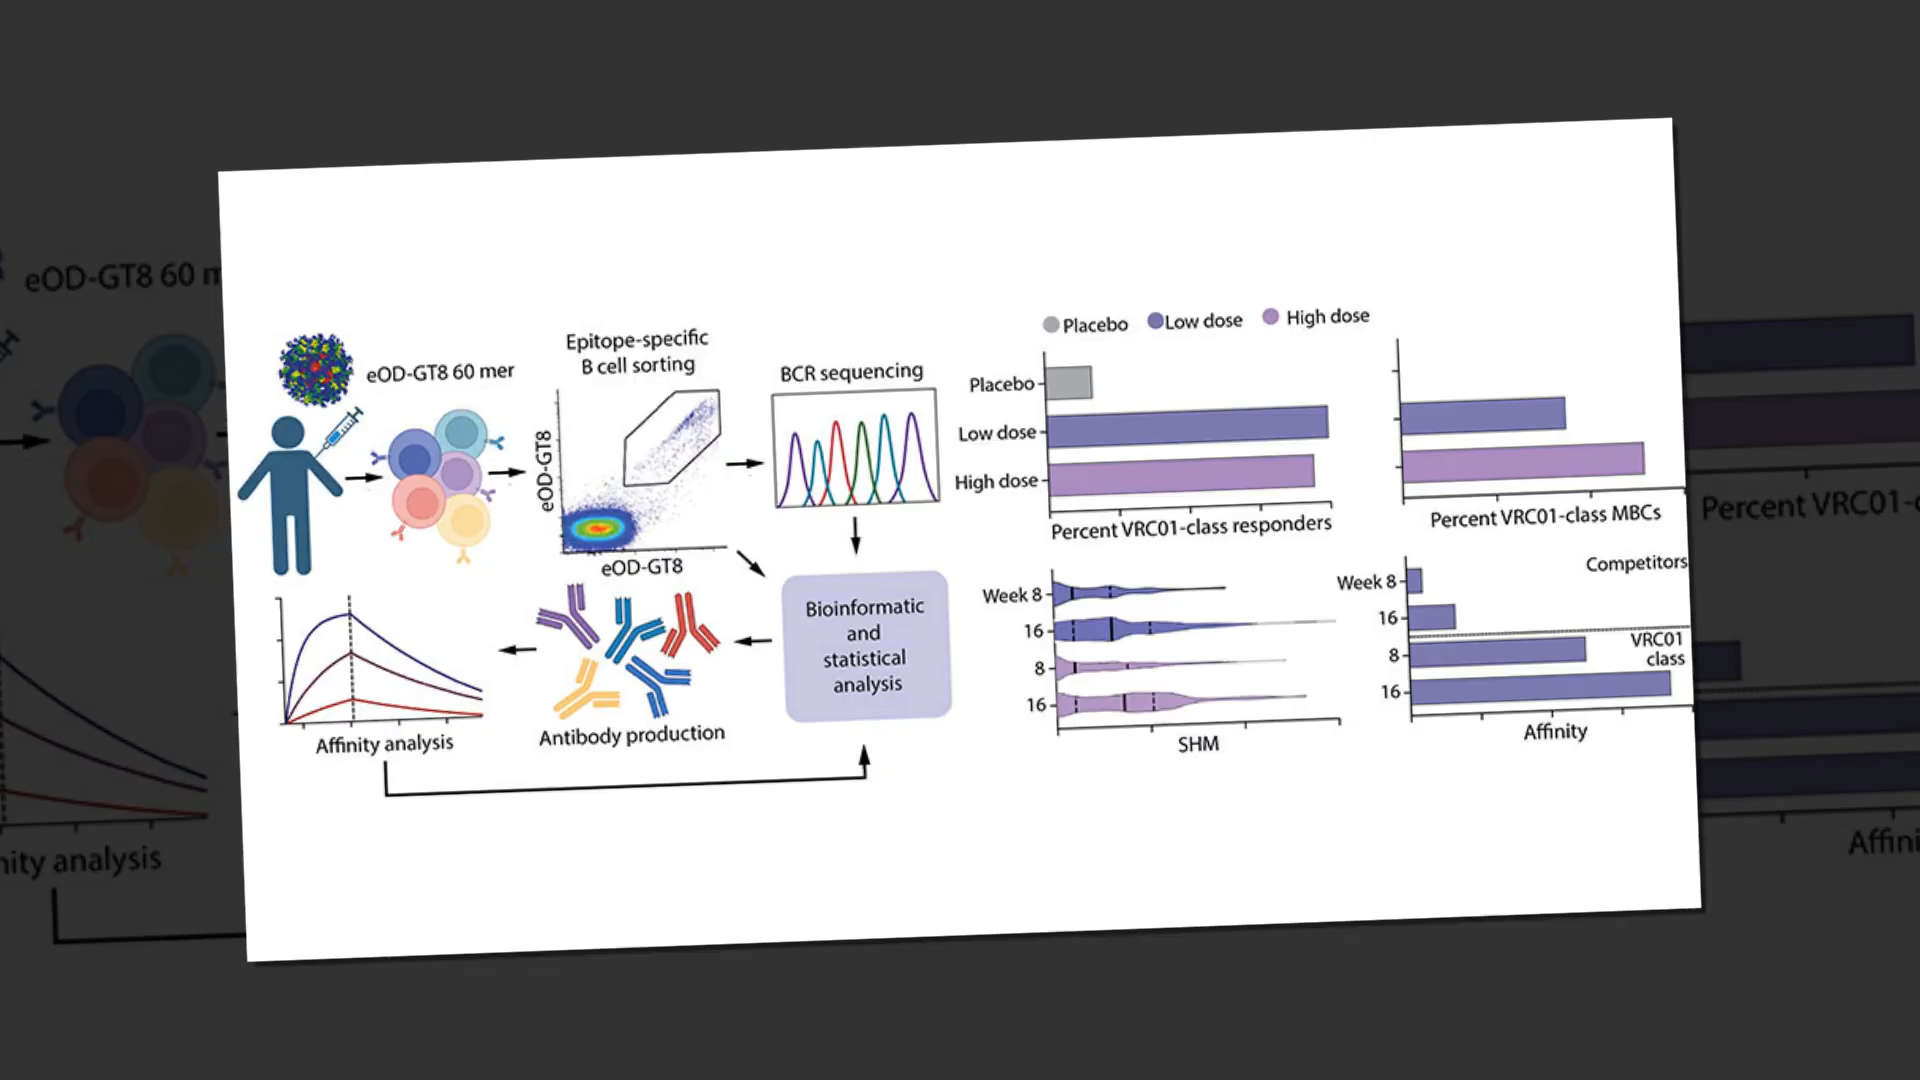 eOD-GT8 60 mer
Epitope-specific
B cell sorting
eOD-GT8
eOD-GT8
BCR sequencing
Bioinformatic
and
statistical
analysis
Antibody production
Affinity analysis
Placebo
Low dose
High dose
Placebo
Low dose
High dose
Percent VRC01-class responders
Percent VRC01-class MBCs
Week 8
16
8
16
SHM
Competitors
Week 8
16
VRC01
class
8
16
Affinity
eOD-GT8 60 m
nity analysis
Percent VRC01-c
Affini